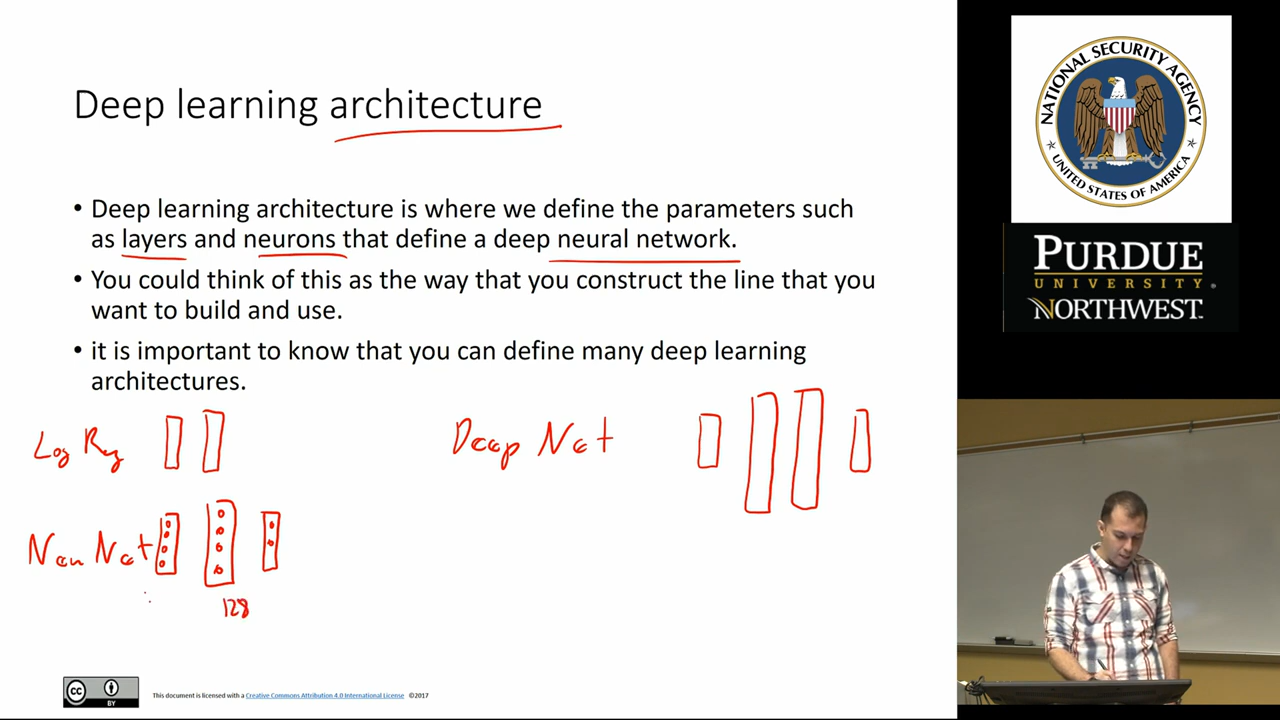 Deep learning architecture
• Deep learning architecture is where we define the parameters such
as layers and neurons that define a deep neural network.
• You could think of this as the way that you construct the line that you
want to build and use.
• it is important to know that you can define many deep learning
architectures.
Log Reg
Deep Net
Neu Net
128
CC BY
This document is licensed with a Creative Commons Attribution 4.0 International License ©2017
NATIONAL SECURITY AGENCY
UNITED STATES OF AMERICA
PURDUE
UNIVERSITY®
NORTHWEST™